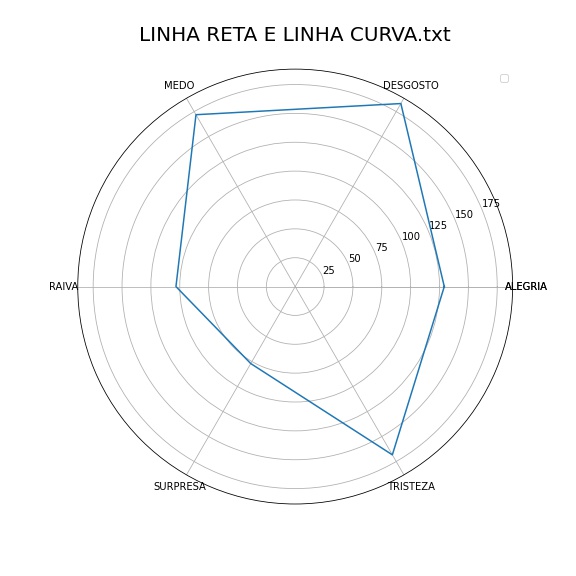 LINHA RETA E LINHA CURVA.txt
MEDO
DESGOSTO
175
150
125
100
75
50
25
RAIVA
ALEGRIA
SURPRESA
TRISTEZA